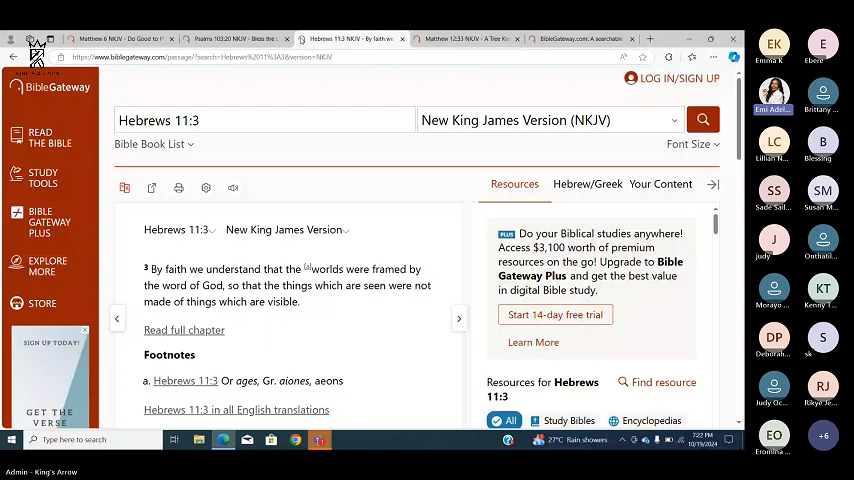 Matthew 6 NKJV - Do Good to Pl
Psalms 103:20 NKJV - Bless the L
Hebrews 11:3 NKJV - By faith we
Matthew 12:33 NKJV - A Tree Kn
BibleGateway.com: A searchable
https://www.biblegateway.com/passage/?search=Hebrews%2011%3A3&version=NKJV
BibleGateway
LOG IN/SIGN UP
Hebrews 11:3
New King James Version (NKJV)
Bible Book List
Font Size
READ
THE BIBLE
STUDY
TOOLS
BIBLE
GATEWAY
PLUS
EXPLORE
MORE
STORE
SIGN UP TODAY!
GET THE
VERSE
Resources
Hebrew/Greek
Your Content
Hebrews 11:3
New King James Version
3 By faith we understand that the [a]worlds were framed by
the word of God, so that the things which are seen were not
made of things which are visible.
Read full chapter
Footnotes
a. Hebrews 11:3 Or ages, Gr. aiones, aeons
Hebrews 11:3 in all English translations
PLUS Do your Biblical studies anywhere!
Access $3,100 worth of premium
resources on the go! Upgrade to Bible
Gateway Plus and get the best value
in digital Bible study.
Start 14-day free trial
Learn More
Resources for Hebrews
11:3
Find resource
All
Study Bibles
Encyclopedias
Type here to search
27°C Rain showers
7:22 PM
10/19/2024
EK
Emma K
E
Ebere
Emi Adel...
Brittany ...
LC
Lillian N...
B
Blessing
SS
Sade Sail...
SM
Susan M...
J
judy
Onthatil...
Morayo ...
KT
Kenny T...
DP
Deborah...
S
sk
Judy Oc...
RJ
Rikye Je...
EO
Eromina ...
+6
Admin - King's Arrow